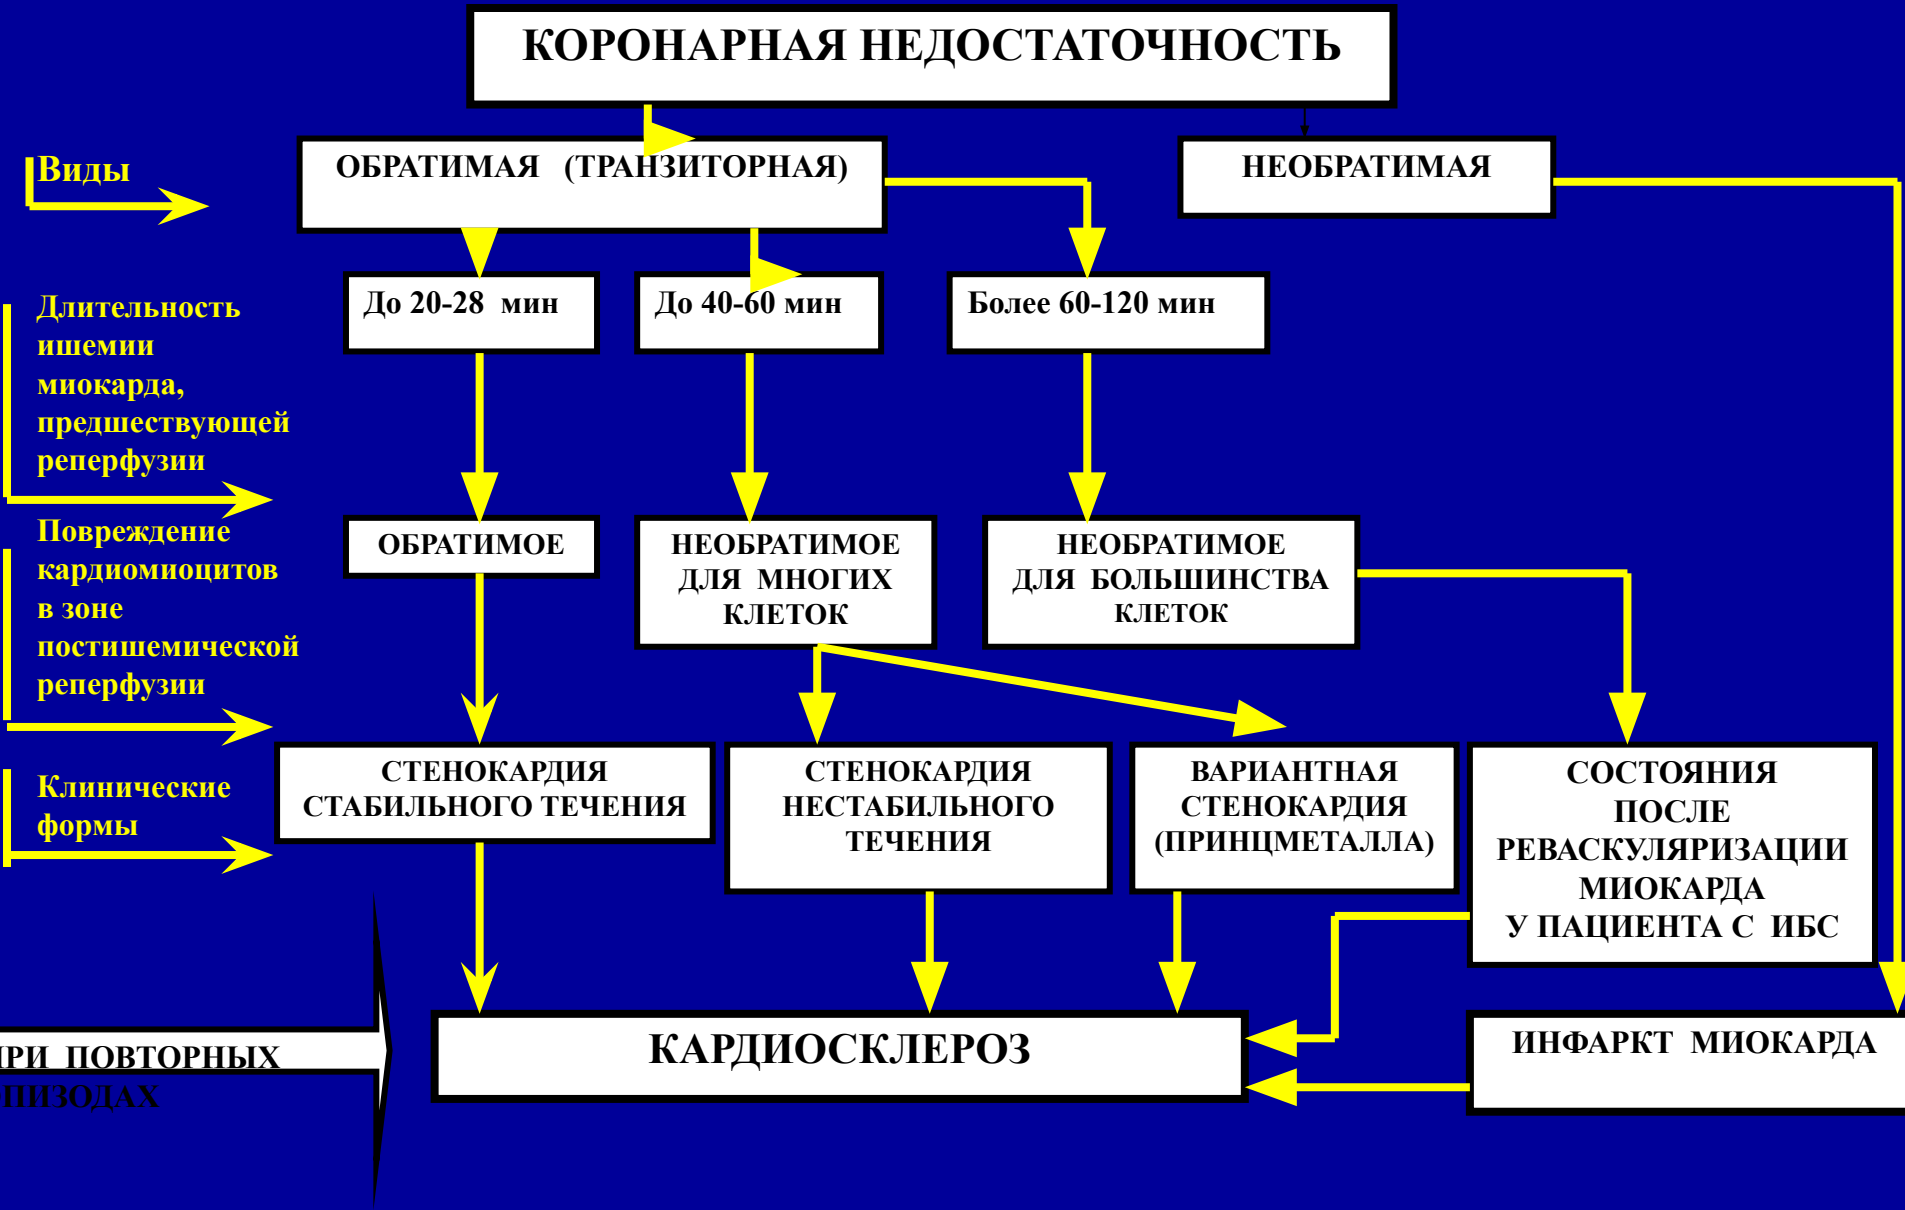 КОРОНАРНАЯ НЕДОСТАТОЧНОСТЬ
Виды
ОБРАТИМАЯ (ТРАНЗИТОРНАЯ)
НЕОБРАТИМАЯ
Длительность
ишемии
миокарда,
предшествующей
реперфузии
До 20-28 мин
До 40-60 мин
Более 60-120 мин
Повреждение
кардиомиоцитов
в зоне
постишемической
реперфузии
ОБРАТИМОЕ
НЕОБРАТИМОЕ
ДЛЯ МНОГИХ
КЛЕТОК
НЕОБРАТИМОЕ
ДЛЯ БОЛЬШИНСТВА
КЛЕТОК
Клинические
формы
СТЕНОКАРДИЯ
СТАБИЛЬНОГО ТЕЧЕНИЯ
СТЕНОКАРДИЯ
НЕСТАБИЛЬНОГО
ТЕЧЕНИЯ
ВАРИАНТНАЯ
СТЕНОКАРДИЯ
(ПРИНЦМЕТАЛЛА)
СОСТОЯНИЯ
ПОСЛЕ
РЕВАСКУЛЯРИЗАЦИИ
МИОКАРДА
У ПАЦИЕНТА С ИБС
ПРИ ПОВТОРНЫХ
ПИЗОДАХ
КАРДИОСКЛЕРОЗ
ИНФАРКТ МИОКАРДА